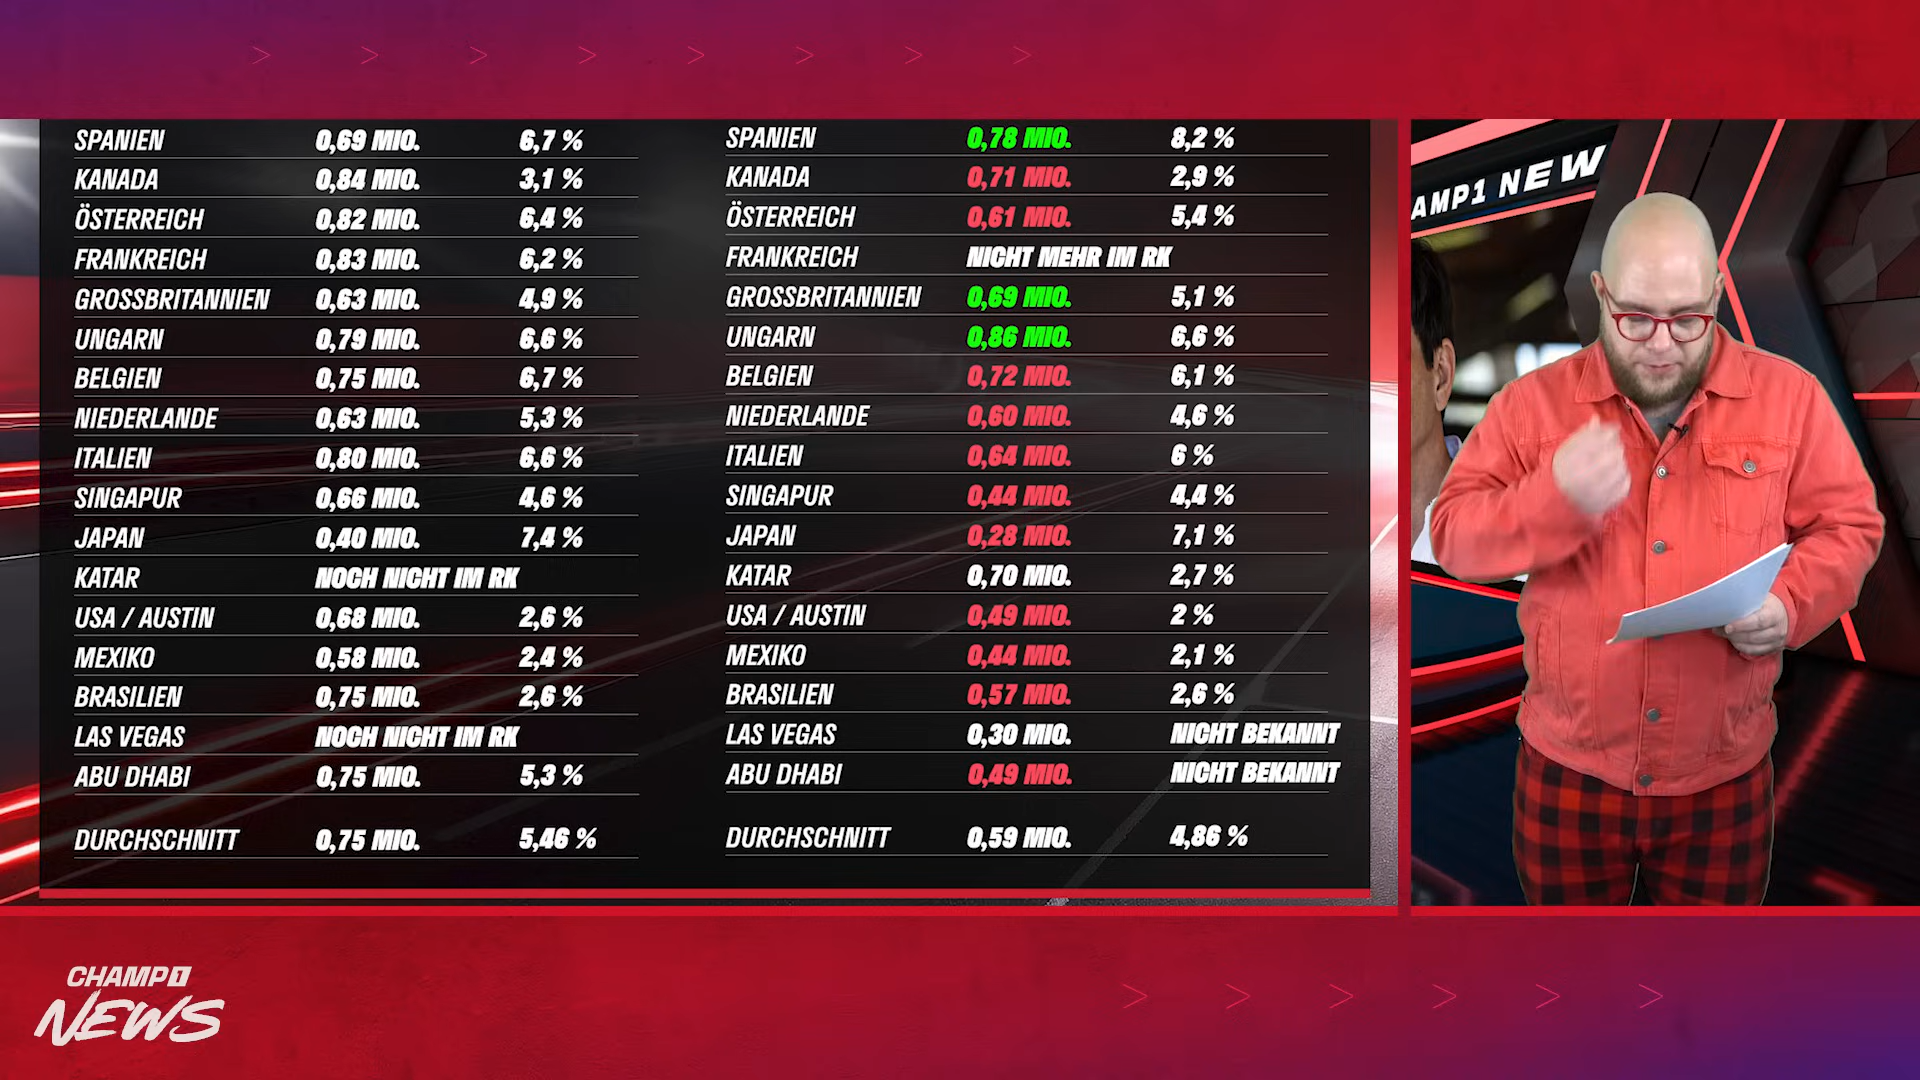 SPANIEN 0,69 MIO. 6,7 %
KANADA 0,84 MIO. 3,1 %
ÖSTERREICH 0,82 MIO. 6,4 %
FRANKREICH 0,83 MIO. 6,2 %
GROSSBRITANNIEN 0,63 MIO. 4,9 %
UNGARN 0,79 MIO. 6,6 %
BELGIEN 0,75 MIO. 6,7 %
NIEDERLANDE 0,63 MIO. 5,3 %
ITALIEN 0,80 MIO. 6,6 %
SINGAPUR 0,66 MIO. 4,6 %
JAPAN 0,40 MIO. 7,4 %
KATAR NOCH NICHT IM RK
USA / AUSTIN 0,68 MIO. 2,6 %
MEXIKO 0,58 MIO. 2,4 %
BRASILIEN 0,75 MIO. 2,6 %
LAS VEGAS NOCH NICHT IM RK
ABU DHABI 0,75 MIO. 5,3 %
DURCHSCHNITT 0,75 MIO. 5,46 %
SPANIEN 0,78 MIO. 8,2 %
KANADA 0,71 MIO. 2,9 %
ÖSTERREICH 0,61 MIO. 5,4 %
FRANKREICH NICHT MEHR IM RK
GROSSBRITANNIEN 0,69 MIO. 5,1 %
UNGARN 0,86 MIO. 6,6 %
BELGIEN 0,72 MIO. 6,1 %
NIEDERLANDE 0,60 MIO. 4,6 %
ITALIEN 0,64 MIO. 6 %
SINGAPUR 0,44 MIO. 4,4 %
JAPAN 0,28 MIO. 7,1 %
KATAR 0,70 MIO. 2,7 %
USA / AUSTIN 0,49 MIO. 2 %
MEXIKO 0,44 MIO. 2,1 %
BRASILIEN 0,57 MIO. 2,6 %
LAS VEGAS 0,30 MIO. NICHT BEKANNT
ABU DHABI 0,49 MIO. NICHT BEKANNT
DURCHSCHNITT 0,59 MIO. 4,86 %
AMP1 NEW
CHAMP1
NEWS